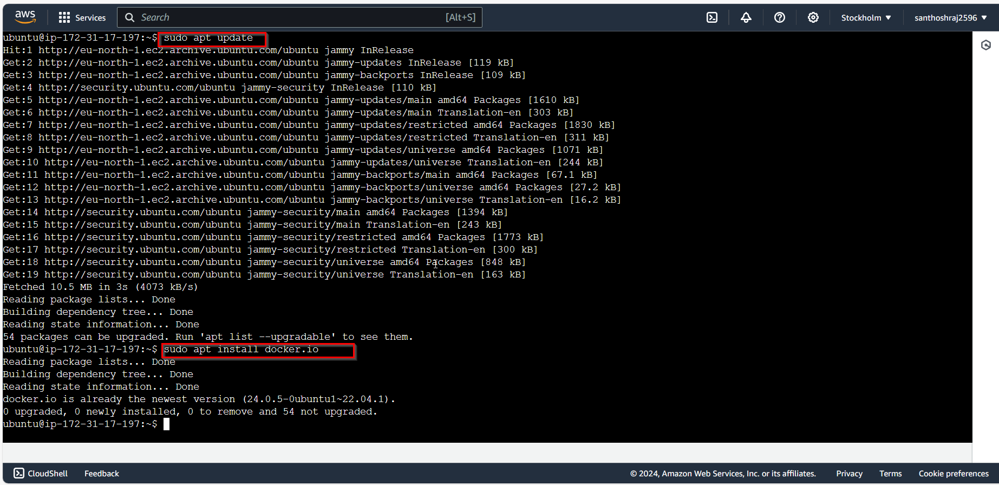 aws
Services
Search [Alt+S]
Stockholm ▼
santhoshraj2596 ▼
ubuntu@ip-172-31-17-197:~$ sudo apt update
Hit:1 http://eu-north-1.ec2.archive.ubuntu.com/ubuntu jammy InRelease
Get:2 http://eu-north-1.ec2.archive.ubuntu.com/ubuntu jammy-updates InRelease [119 kB]
Get:3 http://eu-north-1.ec2.archive.ubuntu.com/ubuntu jammy-backports InRelease [109 kB]
Get:4 http://security.ubuntu.com/ubuntu jammy-security InRelease [110 kB]
Get:5 http://eu-north-1.ec2.archive.ubuntu.com/ubuntu jammy-updates/main amd64 Packages [1610 kB]
Get:6 http://eu-north-1.ec2.archive.ubuntu.com/ubuntu jammy-updates/main Translation-en [303 kB]
Get:7 http://eu-north-1.ec2.archive.ubuntu.com/ubuntu jammy-updates/restricted amd64 Packages [1830 kB]
Get:8 http://eu-north-1.ec2.archive.ubuntu.com/ubuntu jammy-updates/restricted Translation-en [311 kB]
Get:9 http://eu-north-1.ec2.archive.ubuntu.com/ubuntu jammy-updates/universe amd64 Packages [1071 kB]
Get:10 http://eu-north-1.ec2.archive.ubuntu.com/ubuntu jammy-updates/universe Translation-en [244 kB]
Get:11 http://eu-north-1.ec2.archive.ubuntu.com/ubuntu jammy-backports/main amd64 Packages [67.1 kB]
Get:12 http://eu-north-1.ec2.archive.ubuntu.com/ubuntu jammy-backports/universe amd64 Packages [27.2 kB]
Get:13 http://eu-north-1.ec2.archive.ubuntu.com/ubuntu jammy-backports/universe Translation-en [16.2 kB]
Get:14 http://security.ubuntu.com/ubuntu jammy-security/main amd64 Packages [1394 kB]
Get:15 http://security.ubuntu.com/ubuntu jammy-security/main Translation-en [243 kB]
Get:16 http://security.ubuntu.com/ubuntu jammy-security/restricted amd64 Packages [1773 kB]
Get:17 http://security.ubuntu.com/ubuntu jammy-security/restricted Translation-en [300 kB]
Get:18 http://security.ubuntu.com/ubuntu jammy-security/universe amd64 Packages [848 kB]
Get:19 http://security.ubuntu.com/ubuntu jammy-security/universe Translation-en [163 kB]
Fetched 10.5 MB in 3s (4073 kB/s)
Reading package lists... Done
Building dependency tree... Done
Reading state information... Done
54 packages can be upgraded. Run 'apt list --upgradable' to see them.
ubuntu@ip-172-31-17-197:~$ sudo apt install docker.io
Reading package lists... Done
Building dependency tree... Done
Reading state information... Done
docker.io is already the newest version (24.0.5-0ubuntu1~22.04.1).
0 upgraded, 0 newly installed, 0 to remove and 54 not upgraded.
ubuntu@ip-172-31-17-197:~$
CloudShell
Feedback
© 2024, Amazon Web Services, Inc. or its affiliates.
Privacy
Terms
Cookie preferences